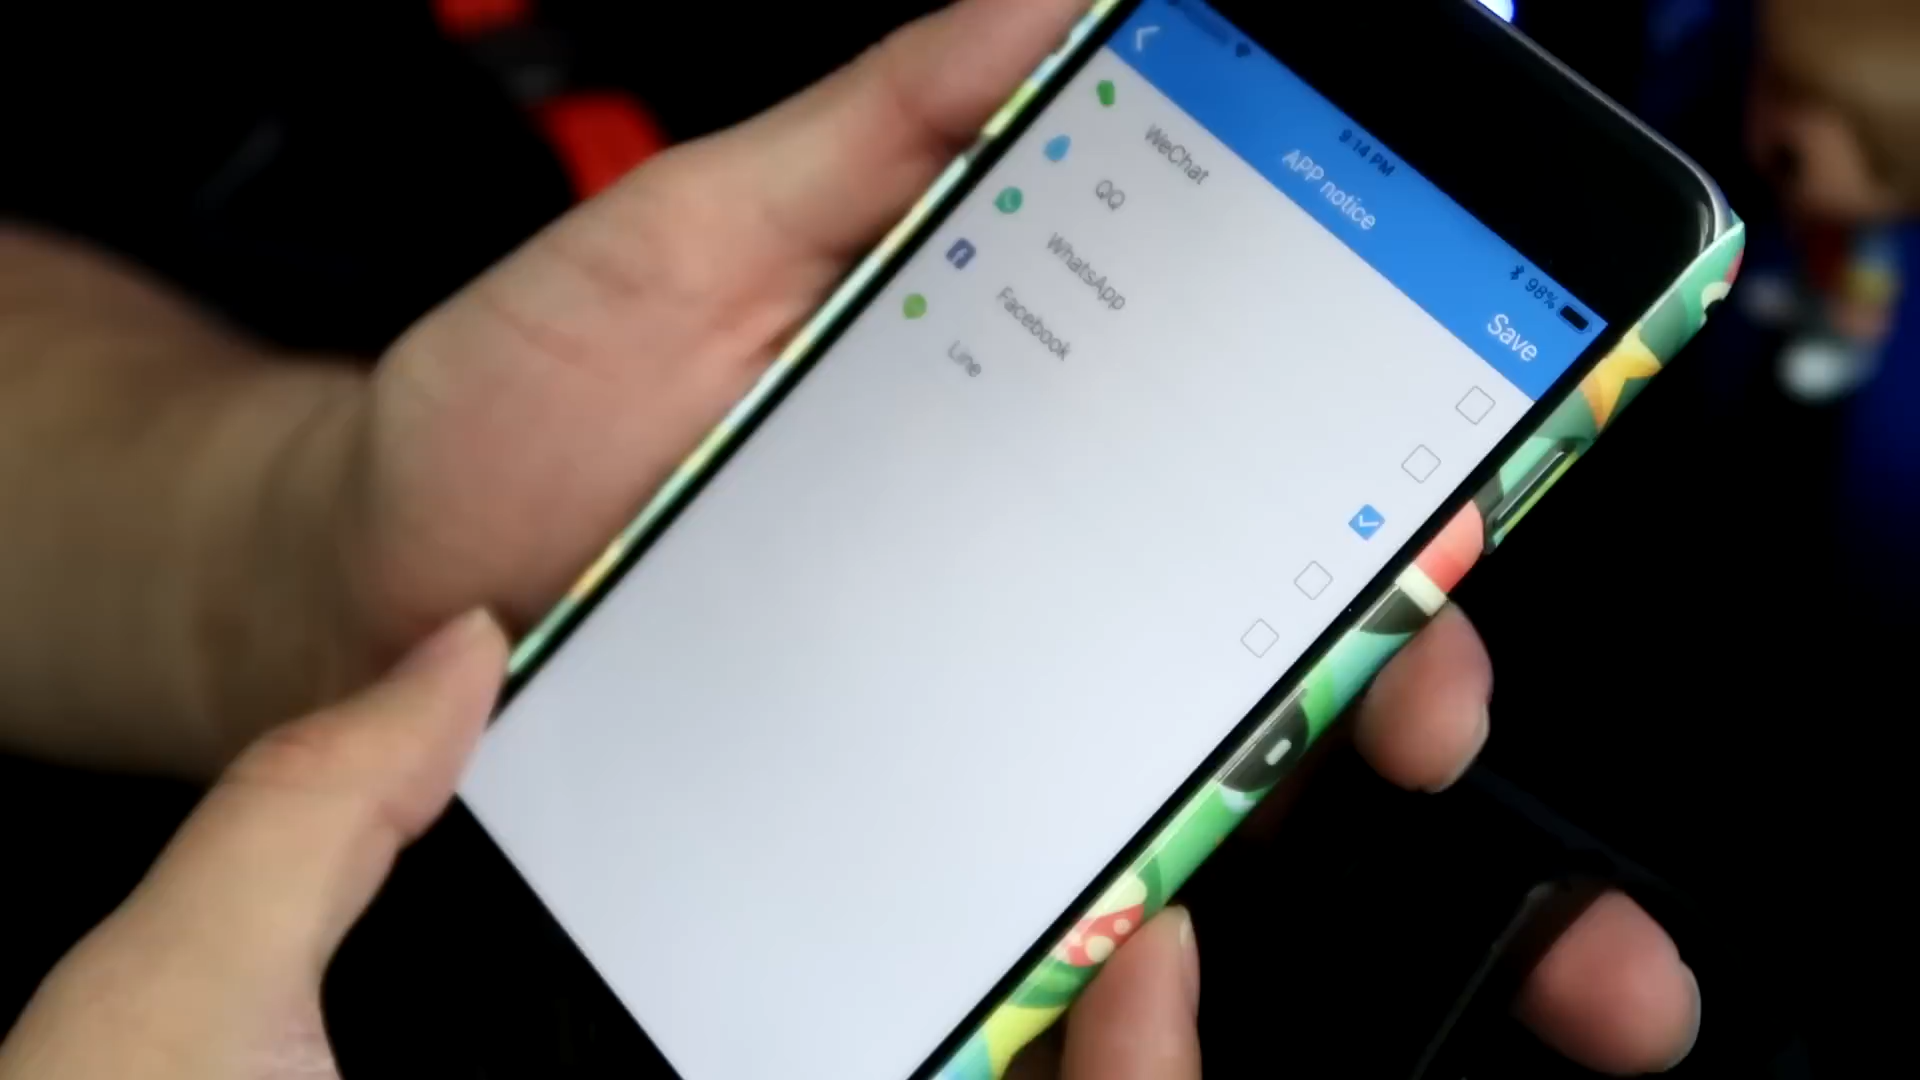 9:14 PM
98%
APP notice
Save
WeChat
QQ
WhatsApp
Facebook
Line